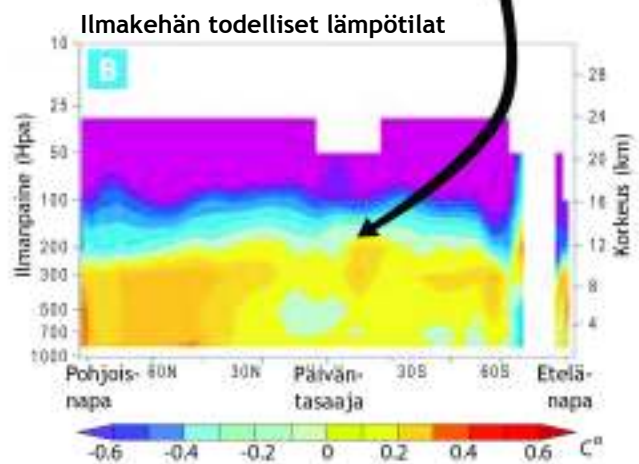 Ilmakehän todelliset lämpötilat
B
Ilmanpaine (Hpa)
10
25
50
100
200
300
500
700
1000
28
24
20
16
12
8
4
Korkeus (km)
Pohjois-napa 60N 30N Päivän-tasaaja 30S 60S Etelä-napa
-0.6 -0.4 -0.2 0 0.2 0.4 0.6 C°